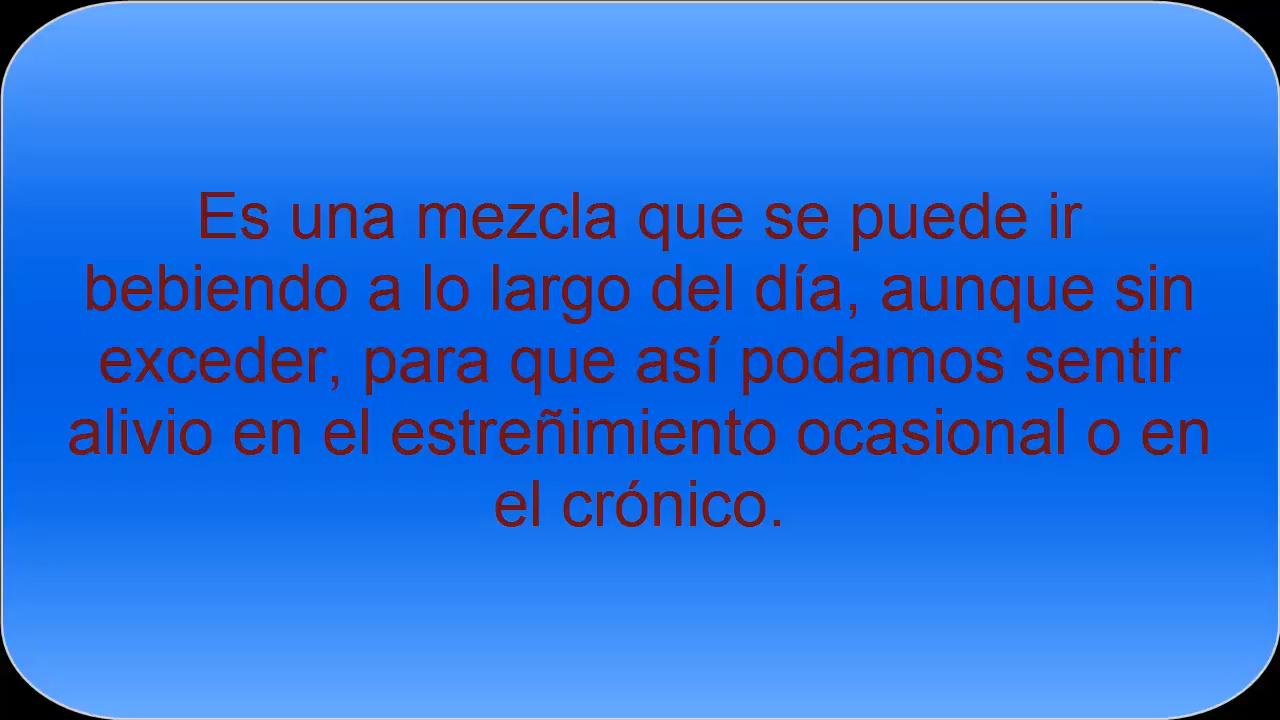 Es una mezcla que se puede ir
bebiendo a lo largo del día, aunque sin
exceder, para que así podamos sentir
alivio en el estreñimiento ocasional o en
el crónico.